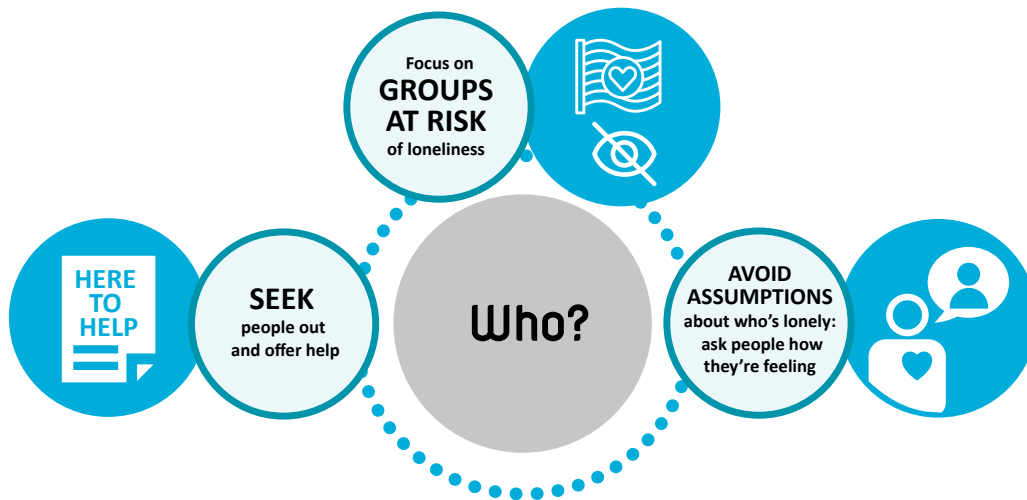 Focus on
GROUPS
AT RISK
of loneliness
HERE
TO
HELP
SEEK
people out
and offer help
Who?
AVOID
ASSUMPTIONS
about who’s lonely:
ask people how
they’re feeling